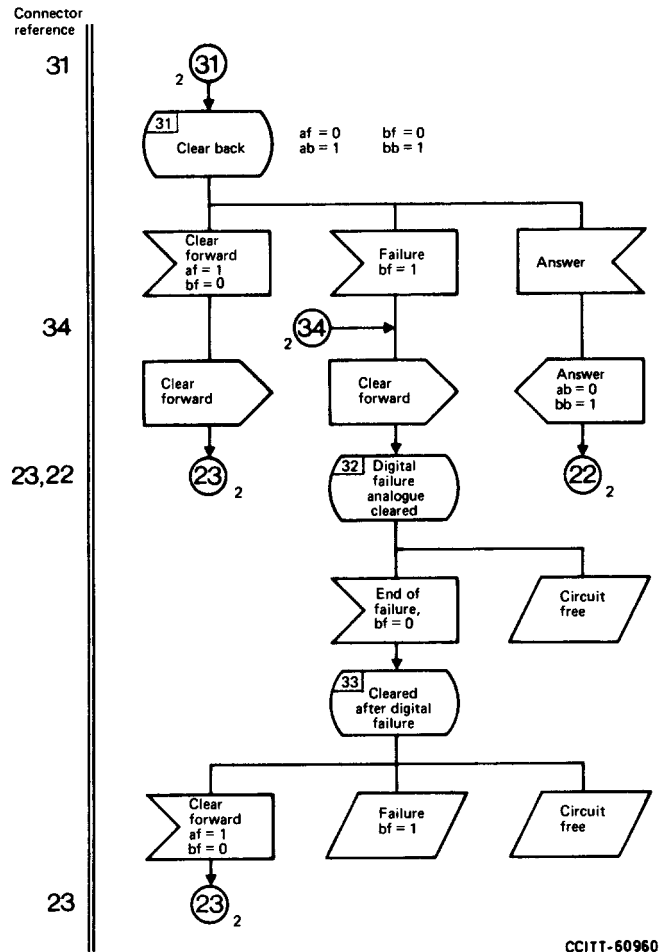 Connector
reference
31
31
2
31
Clear back
af = 0 bf = 0
ab = 1 bb = 1
Clear
forward
af = 1
bf = 0
Failure
bf = 1
Answer
34
34
2
Clear
forward
Clear
forward
Answer
ab = 0
bb = 1
23,22
23
2
32
Digital
failure
analogue
cleared
22
2
End of
failure,
bf = 0
Circuit
free
33
Cleared
after digital
failure
Clear
forward
af = 1
bf = 0
Failure
bf = 1
Circuit
free
23
23
2
CCITT-60960